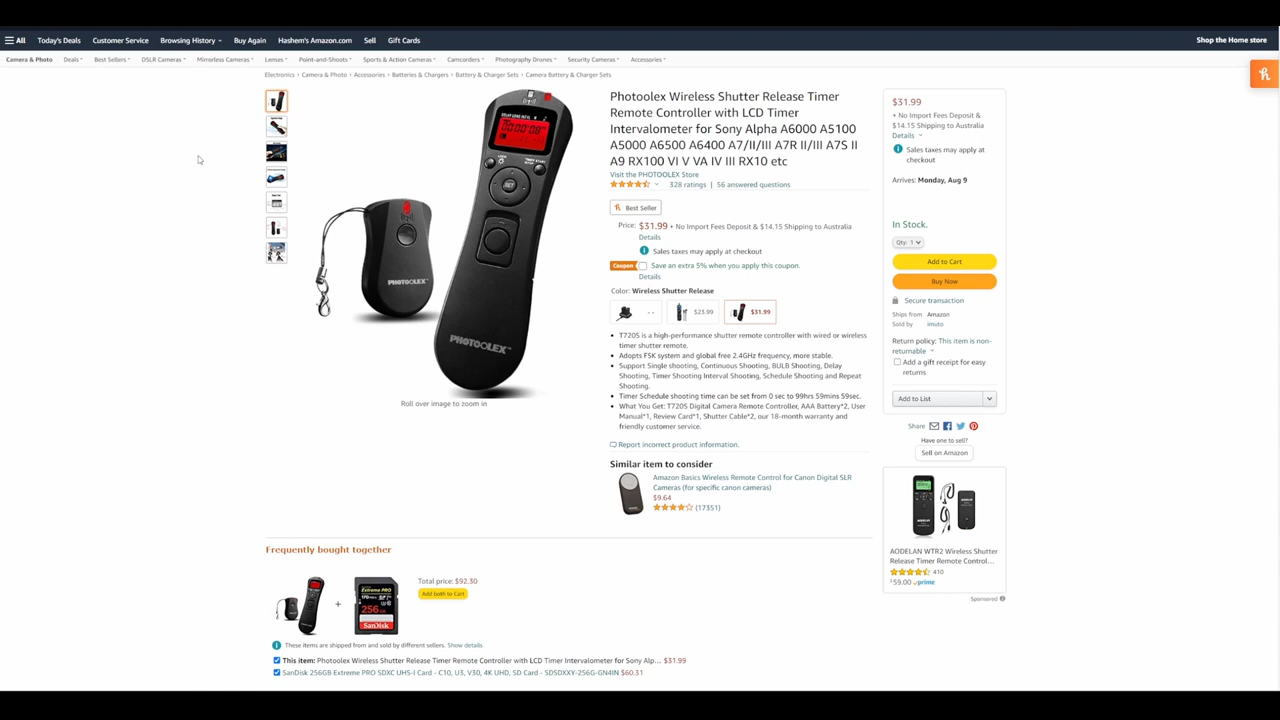 All Today's Deals Customer Service Browsing History Buy Again Hashem's Amazon.com Sell Gift Cards Shop the Home store
Camera & Photo Deals Best Sellers DSLR Cameras Mirrorless Cameras Lenses Point-and-Shoots Sports & Action Cameras Camcorders Photography Drones Security Cameras Accessories
Electronics › Camera & Photo › Accessories › Batteries & Chargers › Battery & Charger Sets › Camera Battery & Charger Sets
Photoolex Wireless Shutter Release Timer
Remote Controller with LCD Timer
Intervalometer for Sony Alpha A6000 A5100
A5000 A6500 A6400 A7/II/III A7R II/III A7S II
A9 RX100 VI V VA IV III RX10 etc
Visit the PHOTOOLEX Store
328 ratings | 56 answered questions
Best Seller
Price: $31.99 + No Import Fees Deposit & $14.15 Shipping to Australia
Details
Sales taxes may apply at checkout
Coupon Save an extra 5% when you apply this coupon.
Details
Color: Wireless Shutter Release
-- $23.99 $31.99
• T720S is a high-performance shutter remote controller with wired or wireless
timer shutter remote.
• Adopts FSK system and global free 2.4GHz frequency, more stable.
• Support Single shooting, Continuous Shooting, BULB Shooting, Delay
Shooting, Timer Shooting Interval Shooting, Schedule Shooting and Repeat
Shooting.
• Timer Schedule shooting time can be set from 0 sec to 99hrs 59mins 59sec.
• What You Get: T720S Digital Camera Remote Controller, AAA Battery*2, User
Manual*1, Review Card*1, Shutter Cable*2, our 18-month warranty and
friendly customer service.
Report incorrect product information.
Similar item to consider
Amazon Basics Wireless Remote Control for Canon Digital SLR
Cameras (for specific canon cameras)
$9.64
(17351)
PHOTOOLEX
PHOTOOLEX
SET
Roll over image to zoom in
$31.99
+ No Import Fees Deposit &
$14.15 Shipping to Australia
Details
Sales taxes may apply at
checkout
Arrives: Monday, Aug 9
In Stock.
Qty: 1
Add to Cart
Buy Now
Secure transaction
Ships from Amazon
Sold by imuto
Return policy: This item is non-
returnable
Add a gift receipt for easy
returns
Add to List
Share
Have one to sell?
Sell on Amazon
AODELAN WTR2 Wireless Shutter
Release Timer Remote Control...
410
$59.00 prime
Sponsored
Frequently bought together
Extreme PRO
256
SanDisk
+
Total price: $92.30
Add both to Cart
These items are shipped from and sold by different sellers. Show details
This item: Photoolex Wireless Shutter Release Timer Remote Controller with LCD Timer Intervalometer for Sony Alp... $31.99
SanDisk 256GB Extreme PRO SDXC UHS-I Card - C10, U3, V30, 4K UHD, SD Card - SDSDXXY-256G-GN4IN $60.31